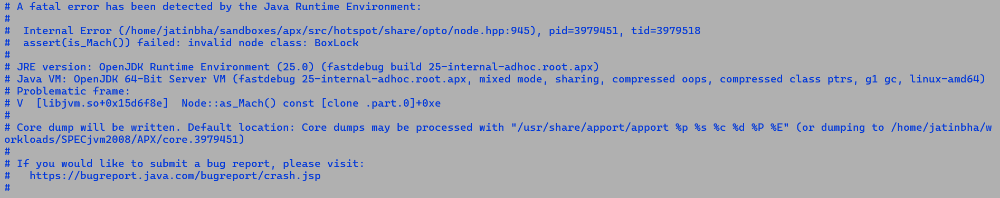 # A fatal error has been detected by the Java Runtime Environment:
#
#  Internal Error (/home/jatinbha/sandboxes/apx/src/hotspot/share/opto/node.hpp:945), pid=3979451, tid=3979518
#  assert(is_Mach()) failed: invalid node class: BoxLock
#
# JRE version: OpenJDK Runtime Environment (25.0) (fastdebug build 25-internal-adhoc.root.apx)
# Java VM: OpenJDK 64-Bit Server VM (fastdebug 25-internal-adhoc.root.apx, mixed mode, sharing, compressed oops, compressed class ptrs, g1 gc, linux-amd64)
# Problematic frame:
# V  [libjvm.so+0x15d6f8e]  Node::as_Mach() const [clone .part.0]+0xe
#
# Core dump will be written. Default location: Core dumps may be processed with "/usr/share/apport/apport %p %s %c %d %P %E" (or dumping to /home/jatinbha/w
orkloads/SPECjvm2008/APX/core.3979451)
#
# If you would like to submit a bug report, please visit:
#   https://bugreport.java.com/bugreport/crash.jsp
#